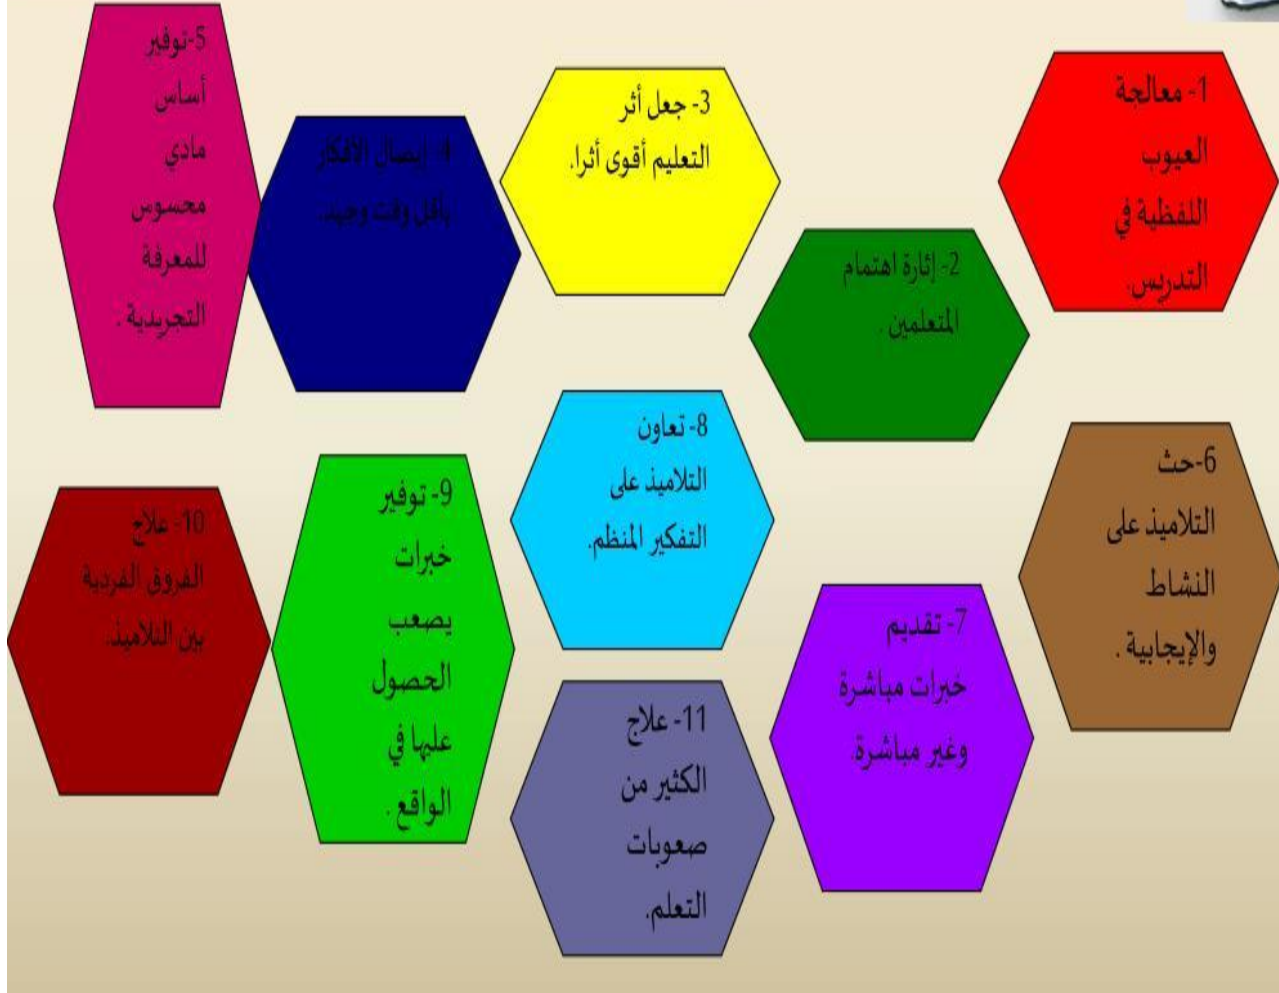 1- معالجة
العيوب
اللفظية في
التدريس.
2- إثارة اهتمام
المتعلمين .
3- جعل أثر
التعليم أقوى أثرا.
4- إيصال الأفكار
بأقل وقت وجهد.
5-توفير
أساس
مادي
محسوس
للمعرفة
التجريدية .
6-حث
التلاميذ على
النشاط
والإيجابية .
7- تقديم
خبرات مباشرة
وغير مباشرة.
8- تعاون
التلاميذ على
التفكير المنظم.
9- توفير
خبرات
يصعب
الحصول
عليها في
الواقع .
10- علاج
الفروق الفردية
بين التلاميذ.
11- علاج
الكثير من
صعوبات
التعلم.